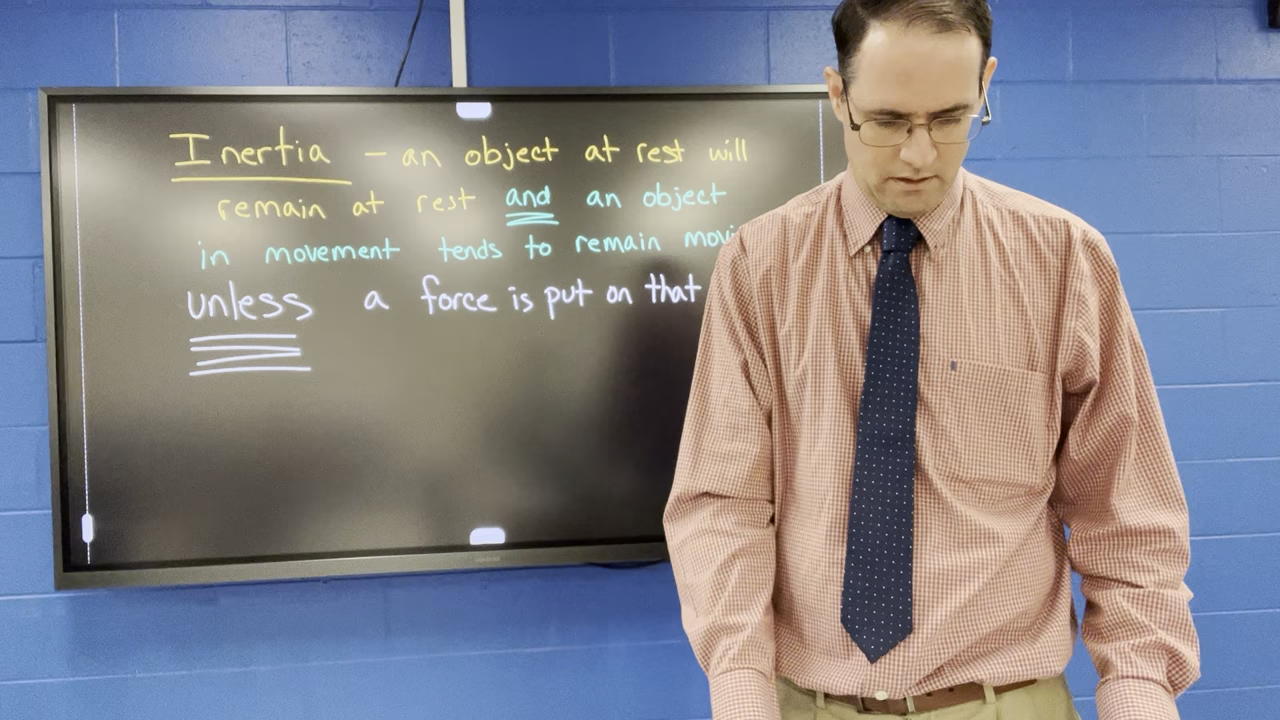 Inertia - an object at rest will
remain at rest and an object
in movement tends to remain
unless a force is put on that